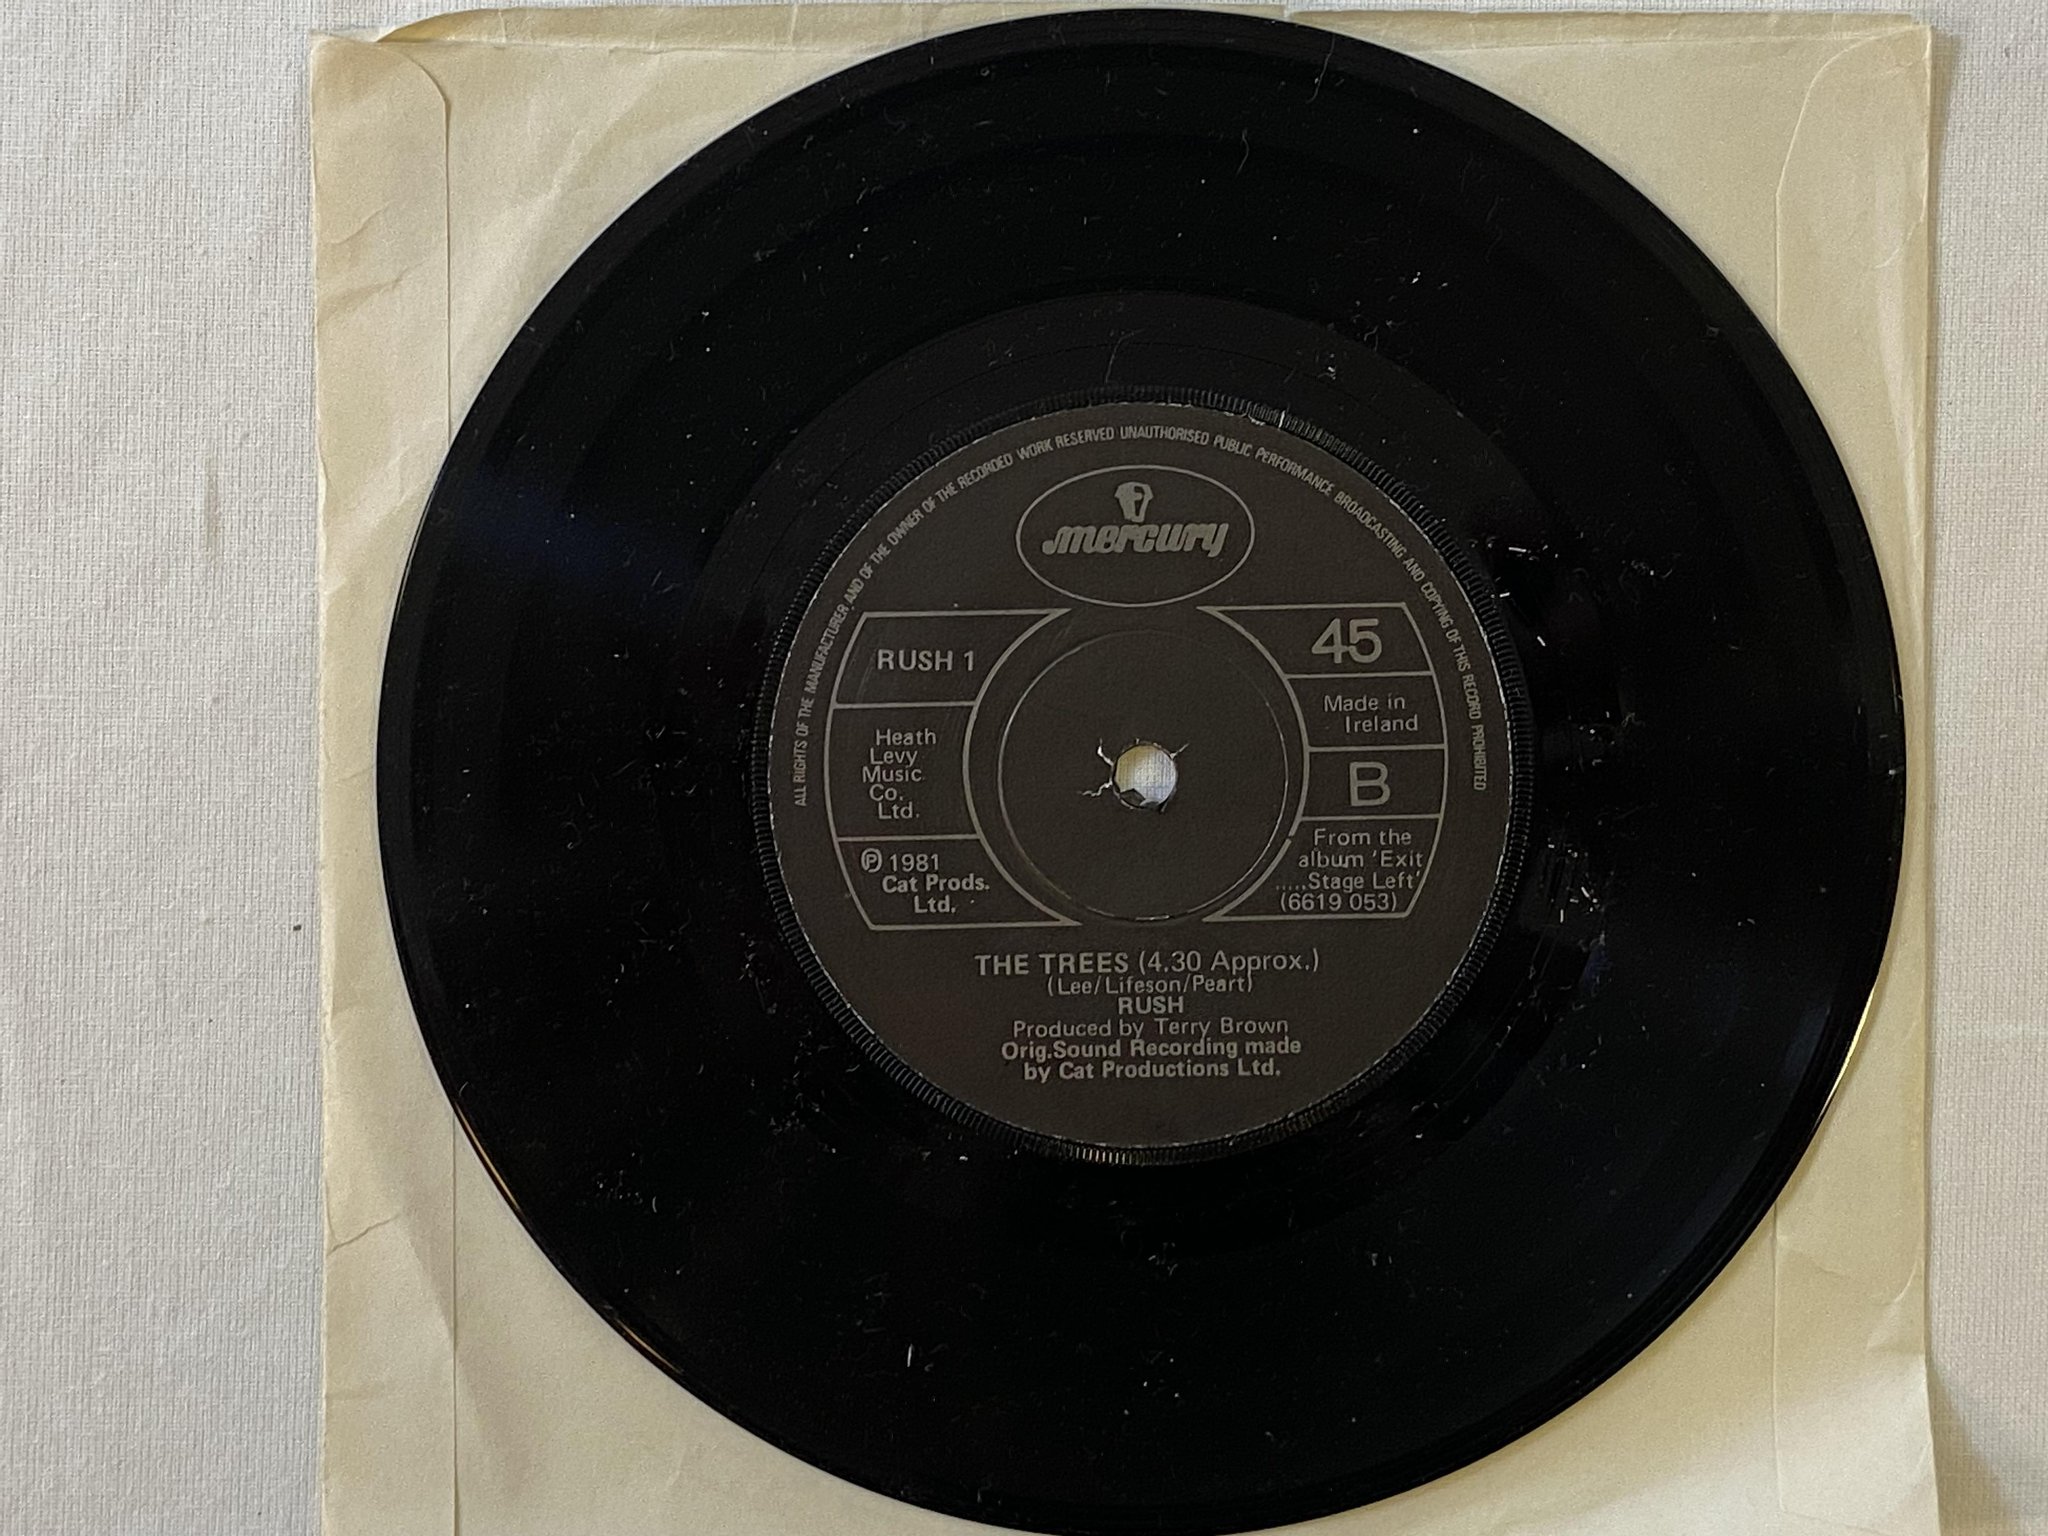 ALL RIGHTS OF THE MANUFACTURER AND OF THE OWNER OF THE RECORDED WORK RESERVED UNAUTHORISED PUBLIC PERFORMANCE BROADCASTING AND COPYING OF THIS RECORD PROHIBITED
mercury
RUSH 1
Heath
Levy
Music
Co.
Ltd.
℗ 1981
Cat Prods.
Ltd.
45
Made in
Ireland
B
From the
album 'Exit
.....Stage Left'
(6619 053)
THE TREES (4.30 Approx.)
(Lee/Lifeson/Peart)
RUSH
Produced by Terry Brown
Orig.Sound Recording made
by Cat Productions Ltd.